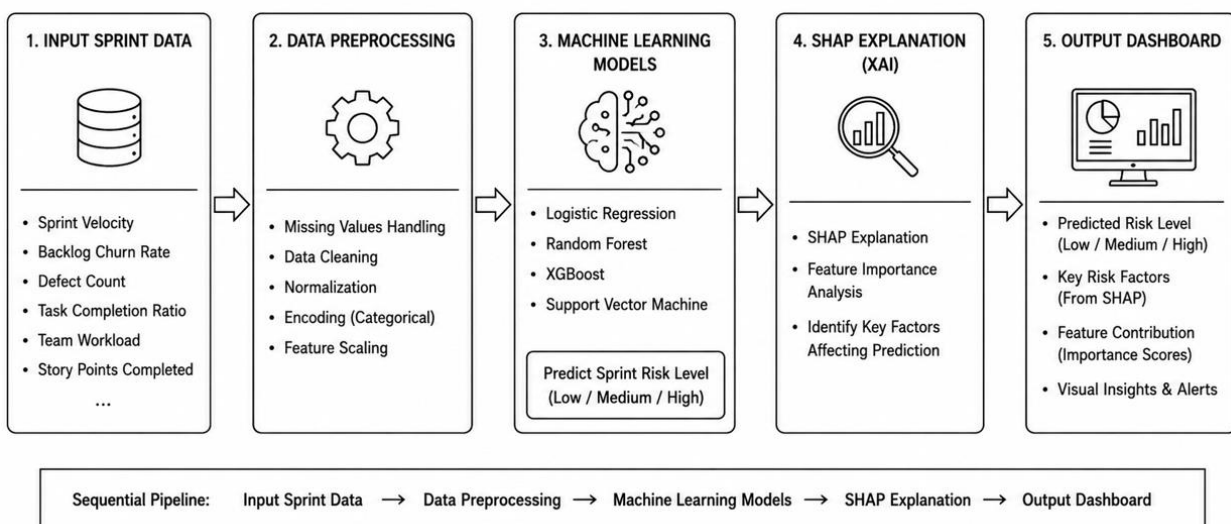 1. INPUT SPRINT DATA
• Sprint Velocity
• Backlog Churn Rate
• Defect Count
• Task Completion Ratio
• Team Workload
• Story Points Completed
...
2. DATA PREPROCESSING
• Missing Values Handling
• Data Cleaning
• Normalization
• Encoding (Categorical)
• Feature Scaling
3. MACHINE LEARNING
MODELS
• Logistic Regression
• Random Forest
• XGBoost
• Support Vector Machine
Predict Sprint Risk Level
(Low / Medium / High)
4. SHAP EXPLANATION
(XAI)
• SHAP Explanation
• Feature Importance
Analysis
• Identify Key Factors
Affecting Prediction
5. OUTPUT DASHBOARD
• Predicted Risk Level
(Low / Medium / High)
• Key Risk Factors
(From SHAP)
• Feature Contribution
(Importance Scores)
• Visual Insights & Alerts
Sequential Pipeline: Input Sprint Data → Data Preprocessing → Machine Learning Models → SHAP Explanation → Output Dashboard